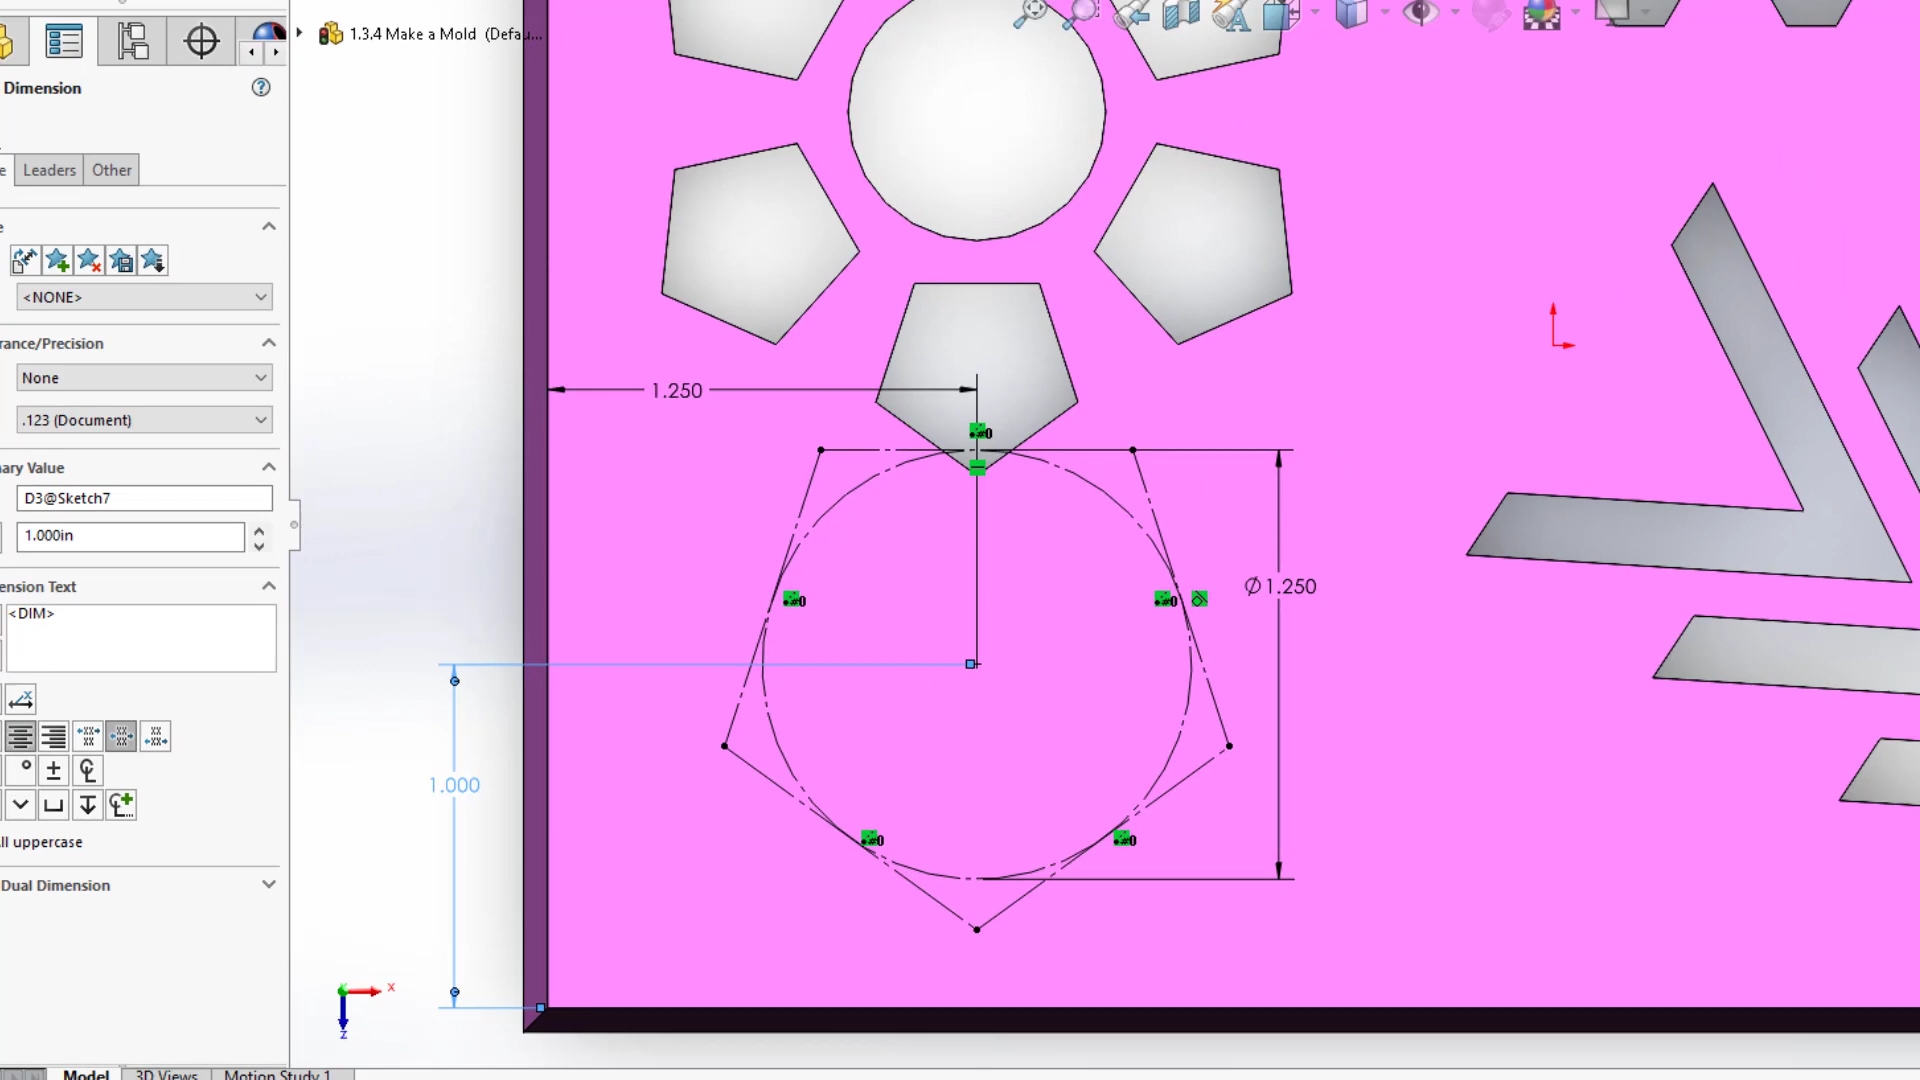 1.3.4 Make a Mold (Defau...
Dimension
Leaders
Other
<NONE>
rance/Precision
None
.123 (Document)
ary Value
D3@Sketch7
1.000in
ension Text
<DIM>
ll uppercase
Dual Dimension
1.250
Ø1.250
1.000
x
z
Model
3D Views
Motion Study 1